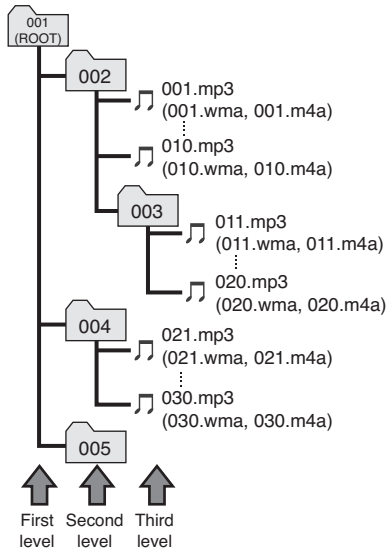 001
(ROOT)
002
001.mp3
(001.wma, 001.m4a)
010.mp3
(010.wma, 010.m4a)
003
011.mp3
(011.wma, 011.m4a)
020.mp3
(020.wma, 020.m4a)
004
021.mp3
(021.wma, 021.m4a)
030.mp3
(030.wma, 030.m4a)
005
First level
Second level
Third level